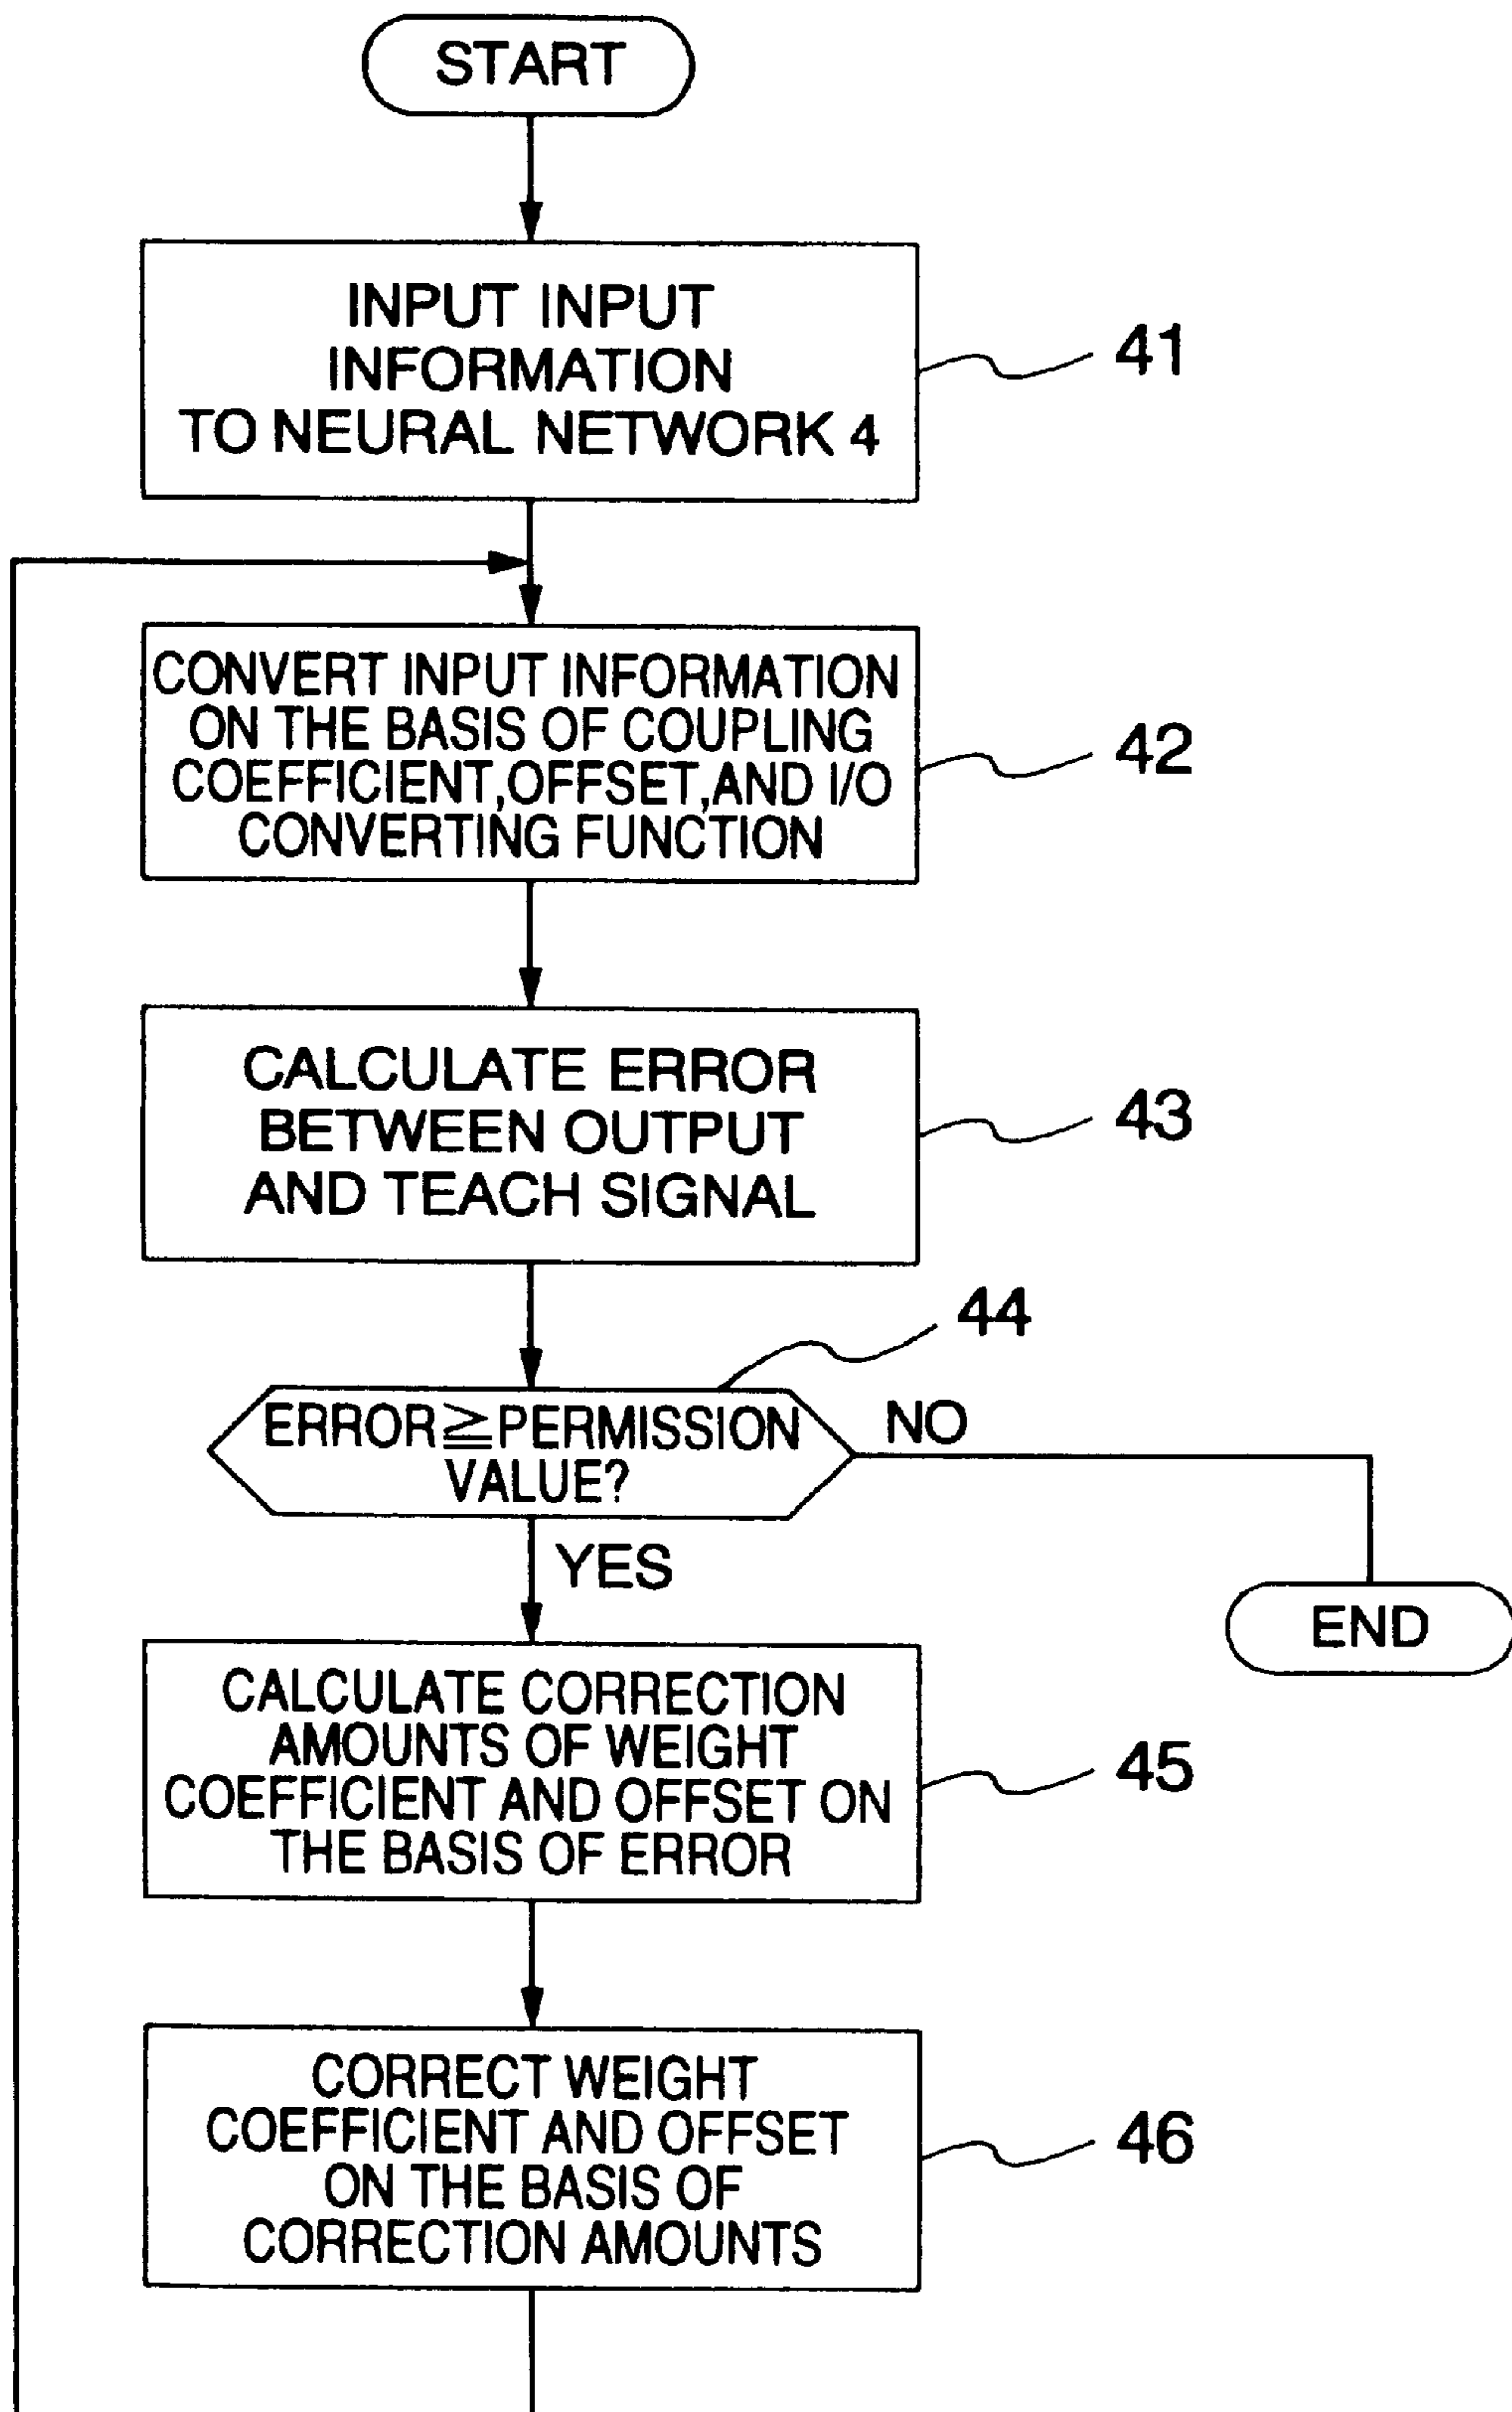 START
INPUT INPUT
INFORMATION
TO NEURAL NETWORK 4
41
CONVERT INPUT INFORMATION
ON THE BASIS OF COUPLING
COEFFICIENT,OFFSET,AND I/O
CONVERTING FUNCTION
42
CALCULATE ERROR
BETWEEN OUTPUT
AND TEACH SIGNAL
43
44
ERROR≧PERMISSION
VALUE?
NO
YES
END
CALCULATE CORRECTION
AMOUNTS OF WEIGHT
COEFFICIENT AND OFFSET ON
THE BASIS OF ERROR
45
CORRECT WEIGHT
COEFFICIENT AND OFFSET
ON THE BASIS OF
CORRECTION AMOUNTS
46